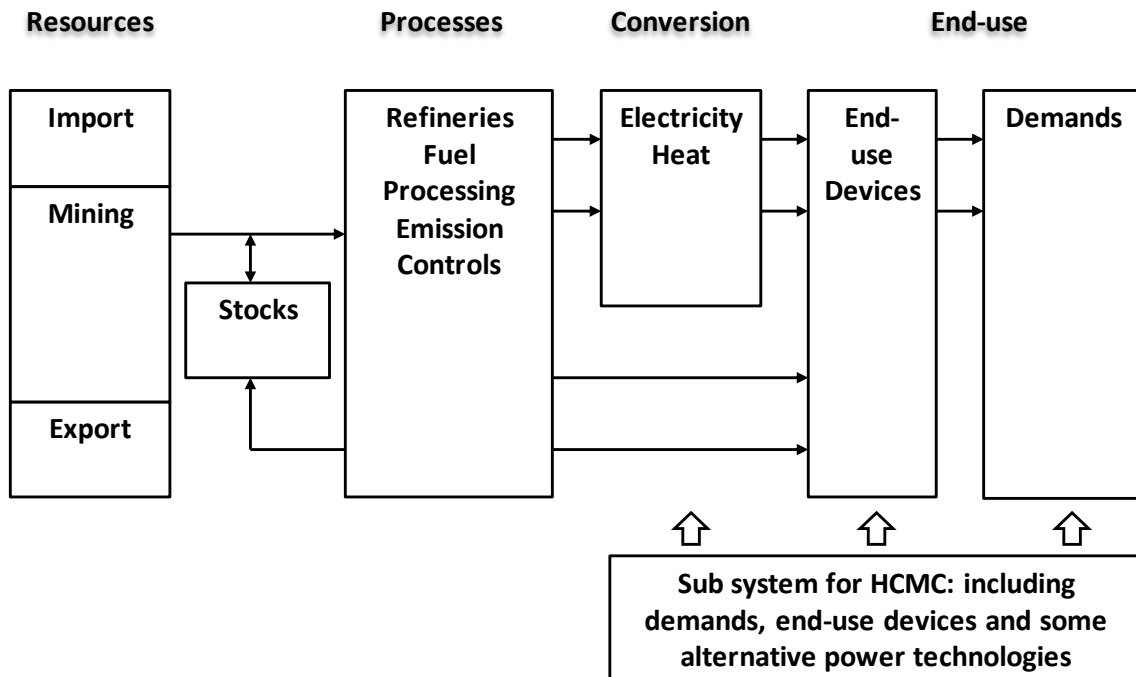 Resources
Processes
Conversion
End-use
Import
Mining
Export
Stocks
Refineries
Fuel
Processing
Emission
Controls
Electricity
Heat
End-
use
Devices
Demands
Sub system for HCMC: including
demands, end-use devices and some
alternative power technologies